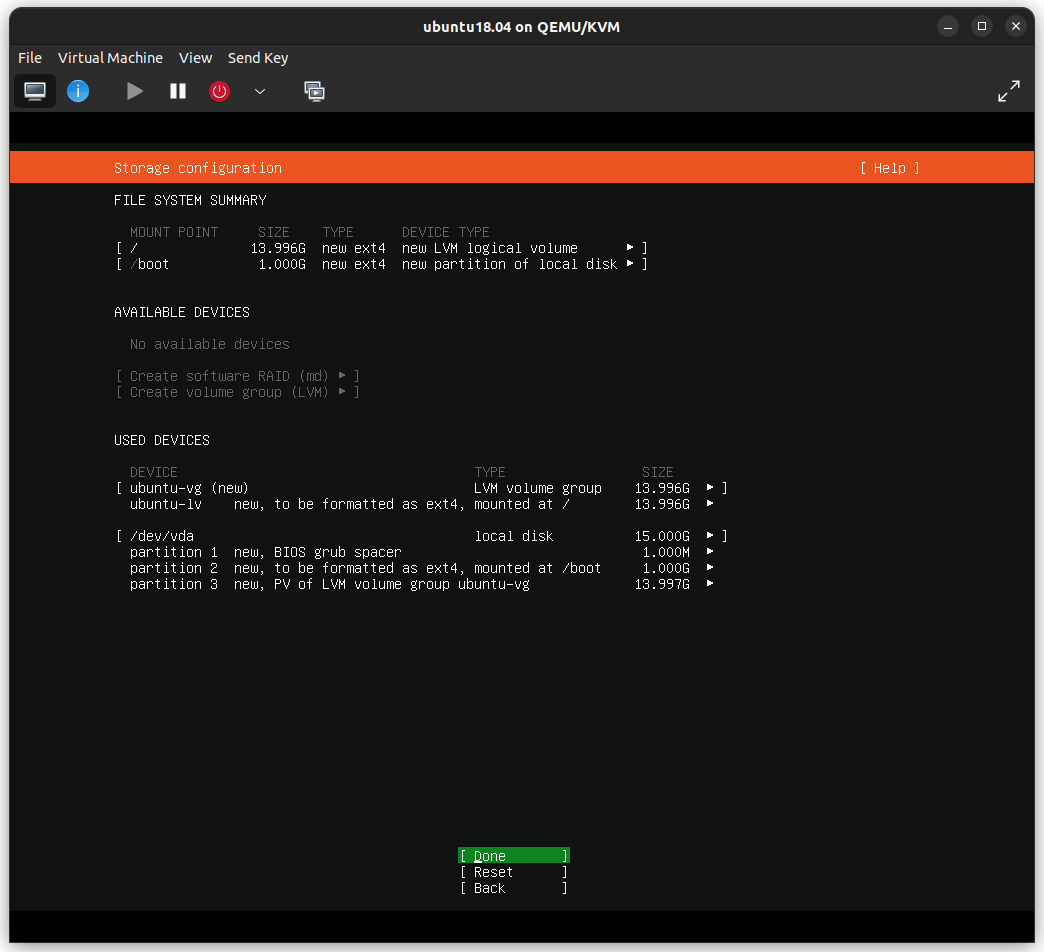 ubuntu18.04 on QEMU/KVM
File Virtual Machine View Send Key
Storage configuration [ Help ]
FILE SYSTEM SUMMARY
MOUNT POINT SIZE TYPE DEVICE TYPE
[ / 13.996G new ext4 new LVM logical volume ▸ ]
[ /boot 1.000G new ext4 new partition of local disk ▸ ]
AVAILABLE DEVICES
No available devices
[ Create software RAID (md) ▸ ]
[ Create volume group (LVM) ▸ ]
USED DEVICES
DEVICE TYPE SIZE
[ ubuntu-vg (new) LVM volume group 13.996G ▸ ]
ubuntu-lv new, to be formatted as ext4, mounted at / 13.996G ▸
[ /dev/vda local disk 15.000G ▸ ]
partition 1 new, BIOS grub spacer 1.000M ▸
partition 2 new, to be formatted as ext4, mounted at /boot 1.000G ▸
partition 3 new, PV of LVM volume group ubuntu-vg 13.997G ▸
[ Done ]
[ Reset ]
[ Back ]